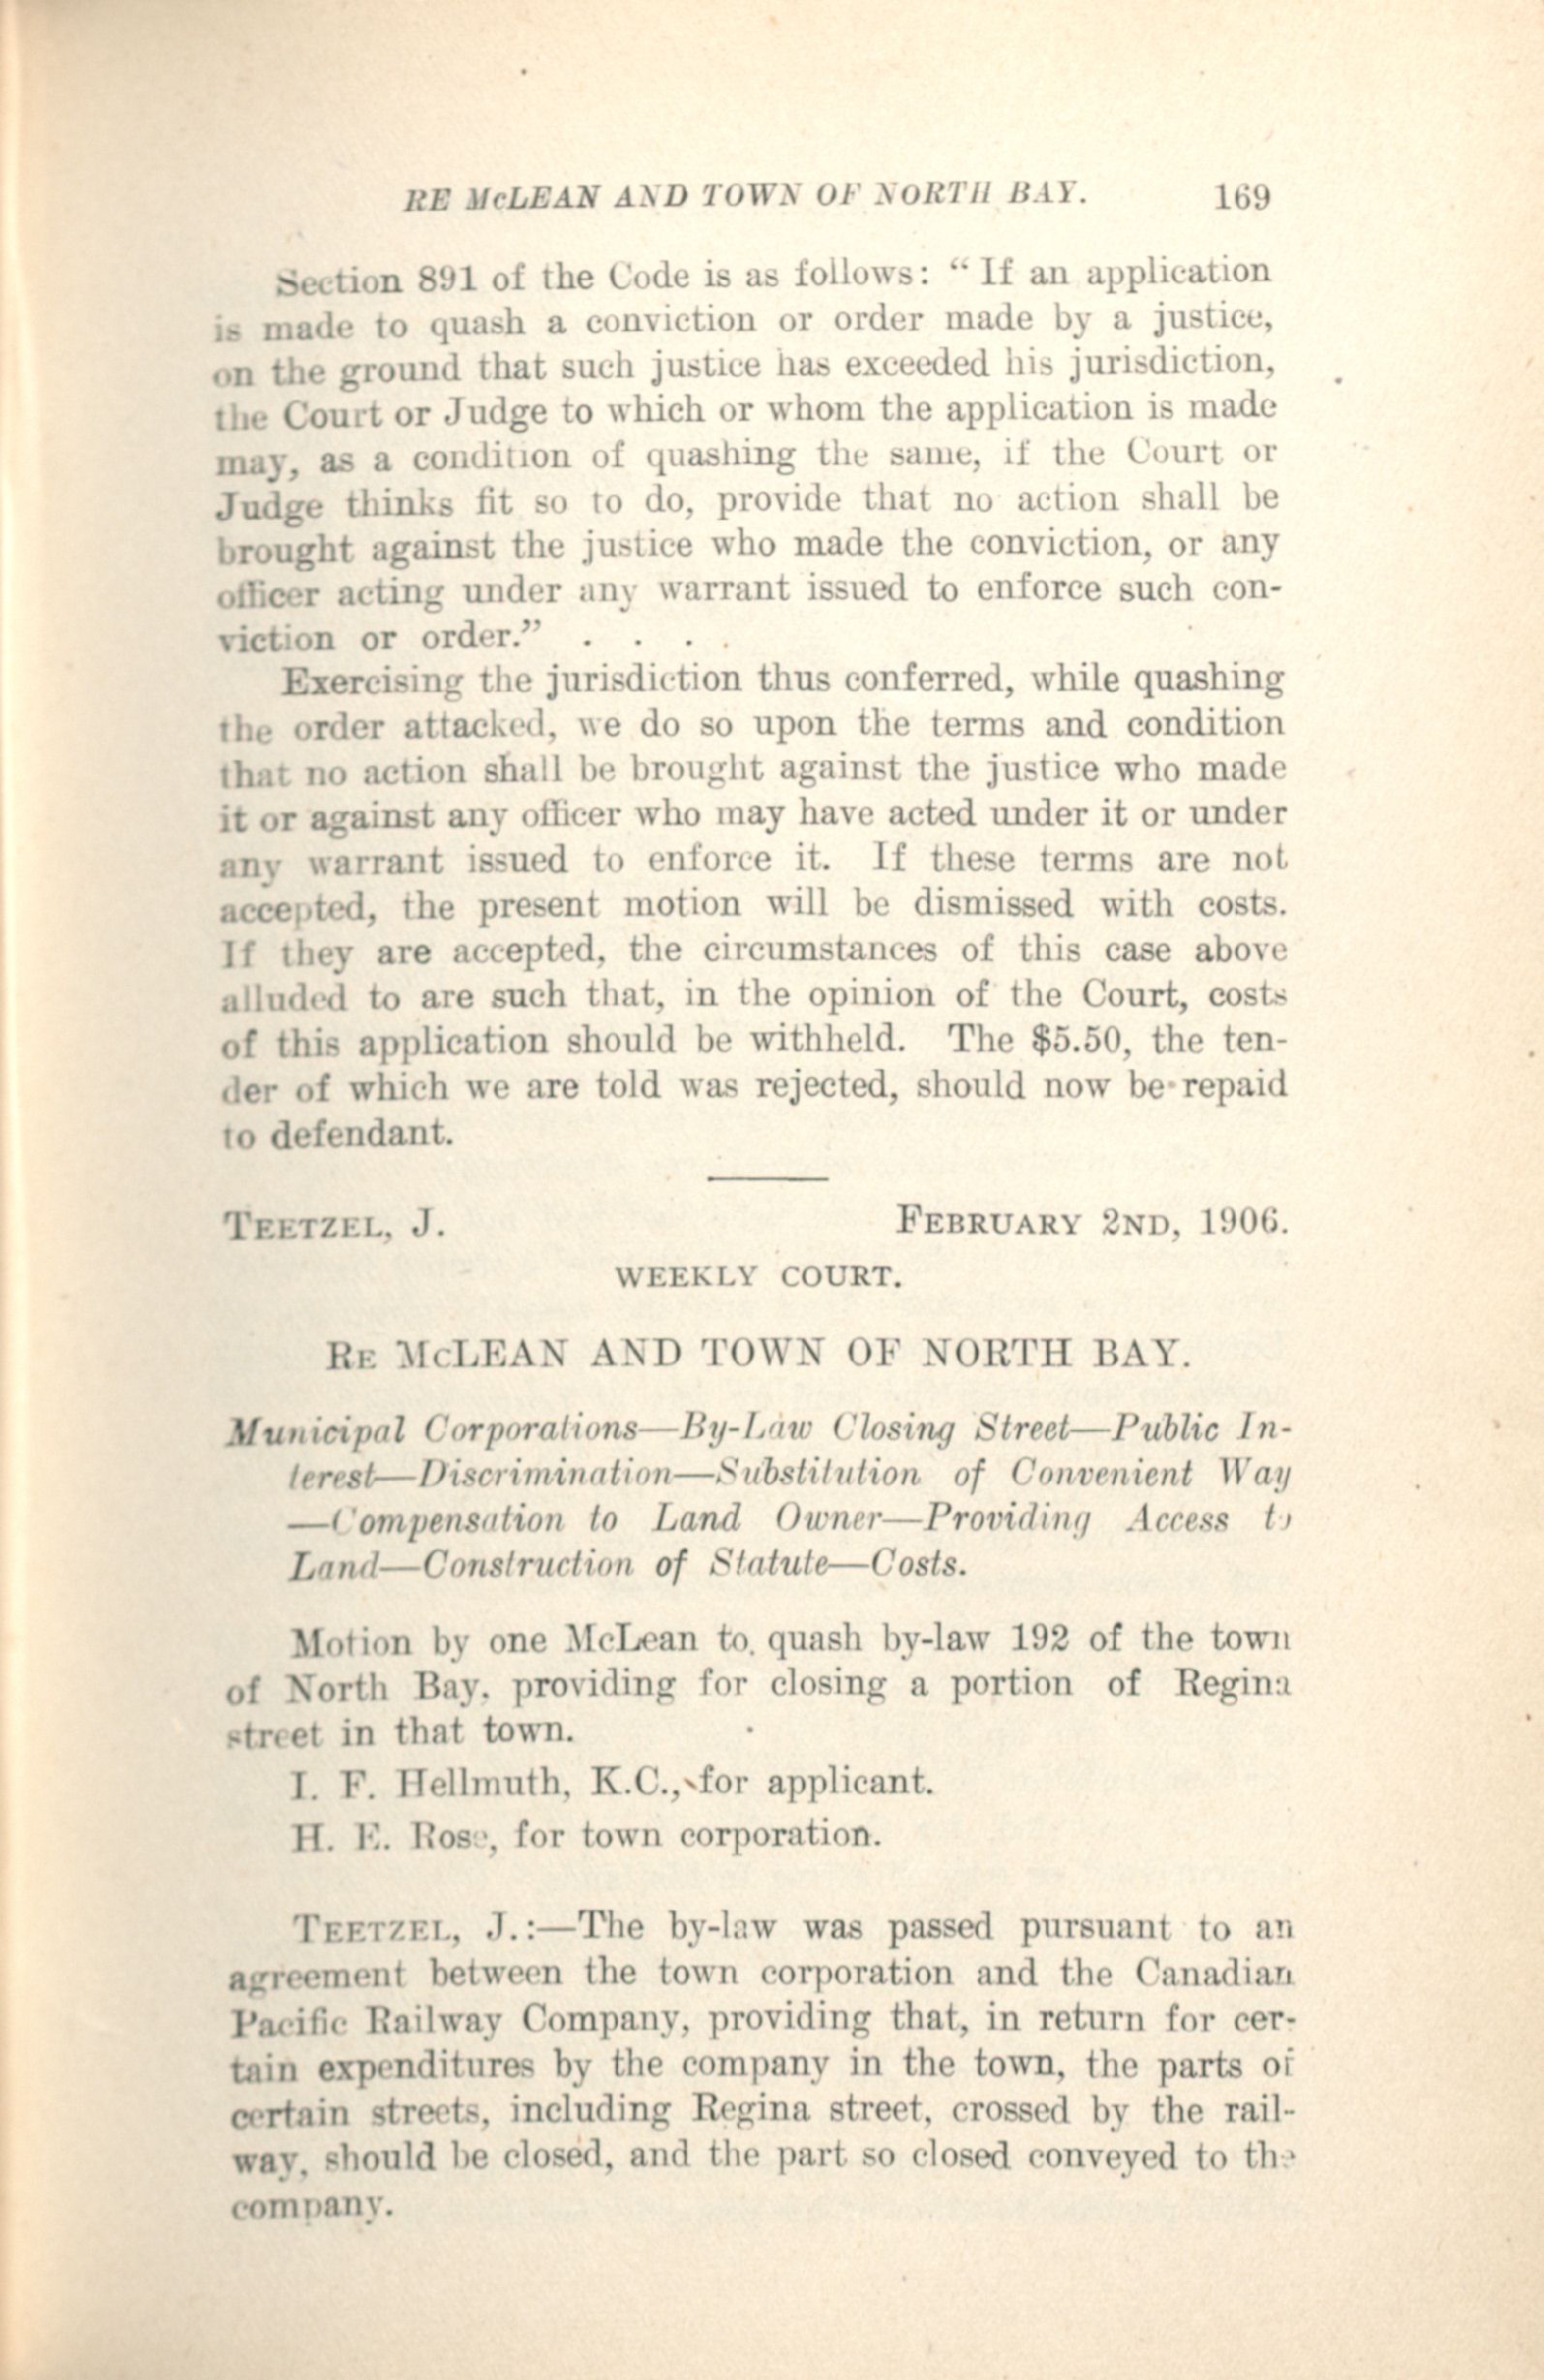 RE McLEAN AND TOWN OF NORTH BAY. 169
Section 891 of the Code is as follows: “ If an application
is made to quash a conviction or order made by a justice,
on the ground that such justice has exceeded his jurisdiction,
the Court or Judge to which or whom the application is made
may, as a condition of quashing the same, if the Court or
Judge thinks fit so to do, provide that no action shall be
brought against the justice who made the conviction, or any
officer acting under any warrant issued to enforce such con-
viction or order.” . . . .
Exercising the jurisdiction thus conferred, while quashing
the order attacked, we do so upon the terms and condition
that no action shall be brought against the justice who made
it or against any officer who may have acted under it or under
any warrant issued to enforce it. If these terms are not
accepted, the present motion will be dismissed with costs.
If they are accepted, the circumstances of this case above
alluded to are such that, in the opinion of the Court, costs
of this application should be withheld. The $5.50, the ten-
der of which we are told was rejected, should now be repaid
to defendant.
TEETZEL, J. FEBRUARY 2ND, 1906.
WEEKLY COURT.
RE McLEAN AND TOWN OF NORTH BAY.
Municipal Corporations—By-Law Closing Street—Public In-
terest—Discrimination—Substitution of Convenient Way
—Compensation to Land Owner—Providing Access to
Land—Construction of Statute—Costs.
Motion by one McLean to quash by-law 192 of the town
of North Bay, providing for closing a portion of Regina
street in that town.
I. F. Hellmuth, K.C., for applicant.
H. E. Rose, for town corporation.
TEETZEL, J.:—The by-law was passed pursuant to an
agreement between the town corporation and the Canadian
Pacific Railway Company, providing that, in return for cer-
tain expenditures by the company in the town, the parts of
certain streets, including Regina street, crossed by the rail-
way, should be closed, and the part so closed conveyed to the
company.